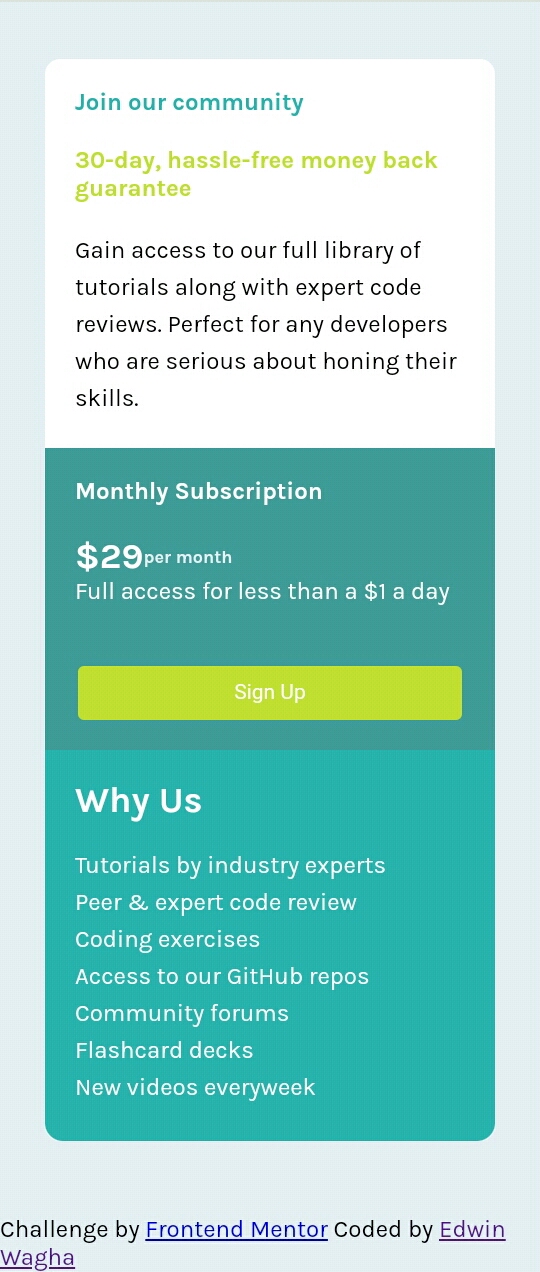 Join our community
30-day, hassle-free money back
guarantee
Gain access to our full library of
tutorials along with expert code
reviews. Perfect for any developers
who are serious about honing their
skills.
Monthly Subscription
$29per month
Full access for less than a $1 a day
Sign Up
Why Us
Tutorials by industry experts
Peer & expert code review
Coding exercises
Access to our GitHub repos
Community forums
Flashcard decks
New videos everyweek
Challenge by Frontend Mentor Coded by Edwin
Wagha